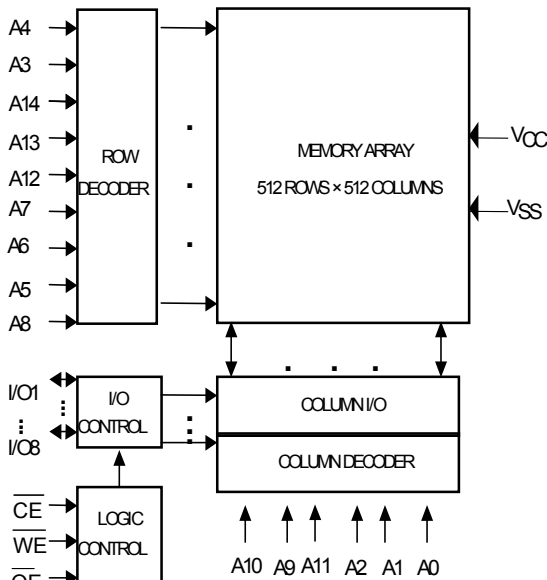 A4
A3
A14
A13
A12
A7
A6
A5
A8
ROW
DECODER
MEMORY ARRAY
512 ROWS × 512 COLUMNS
VCC
VSS
I/O1
I/O8
I/O
CONTROL
COLUMN I/O
COLUMN DECODER
CE
WE
OE
LOGIC
CONTROL
A10 A9 A11 A2 A1 A0